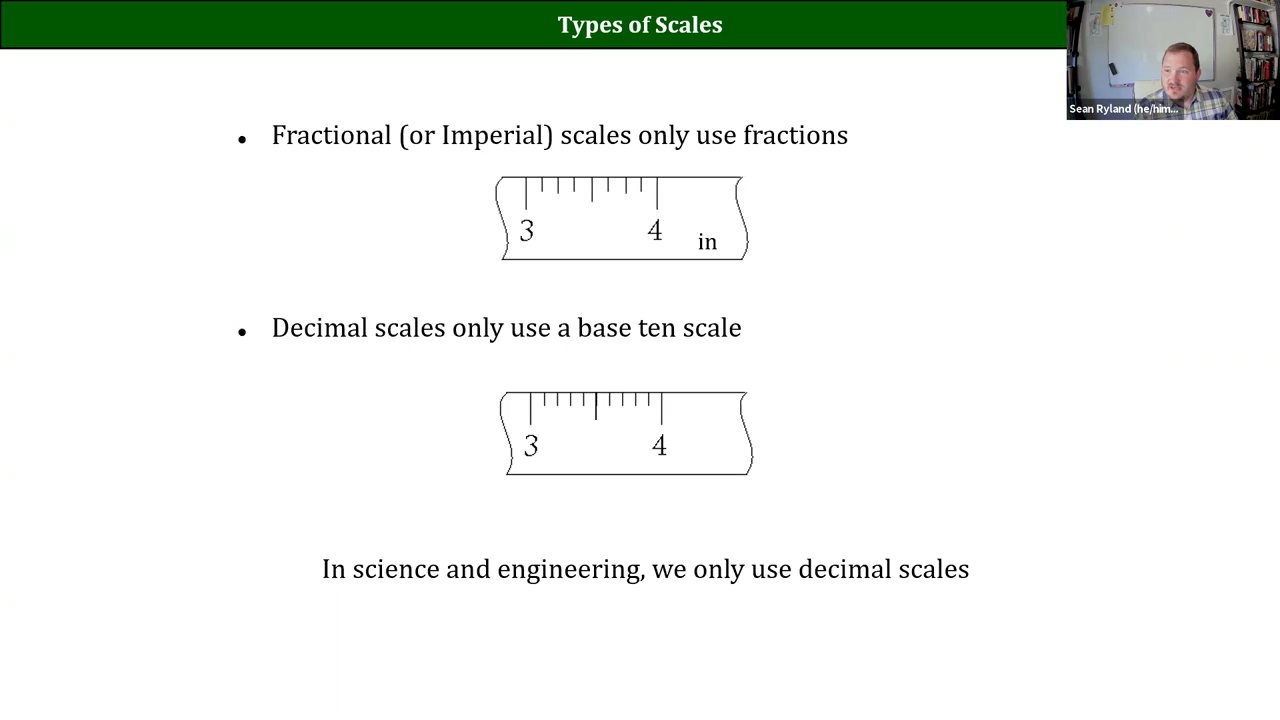 Types of Scales
Sean Ryland (he/him...
• Fractional (or Imperial) scales only use fractions
3 4 in
• Decimal scales only use a base ten scale
3 4
In science and engineering, we only use decimal scales